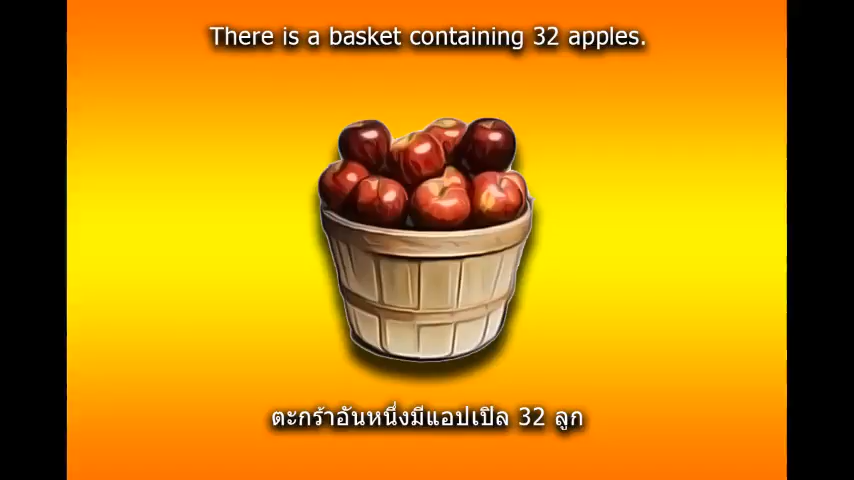 There is a basket containing 32 apples.
ตะกร้าอันหนึ่งมีแอปเปิล 32 ลูก